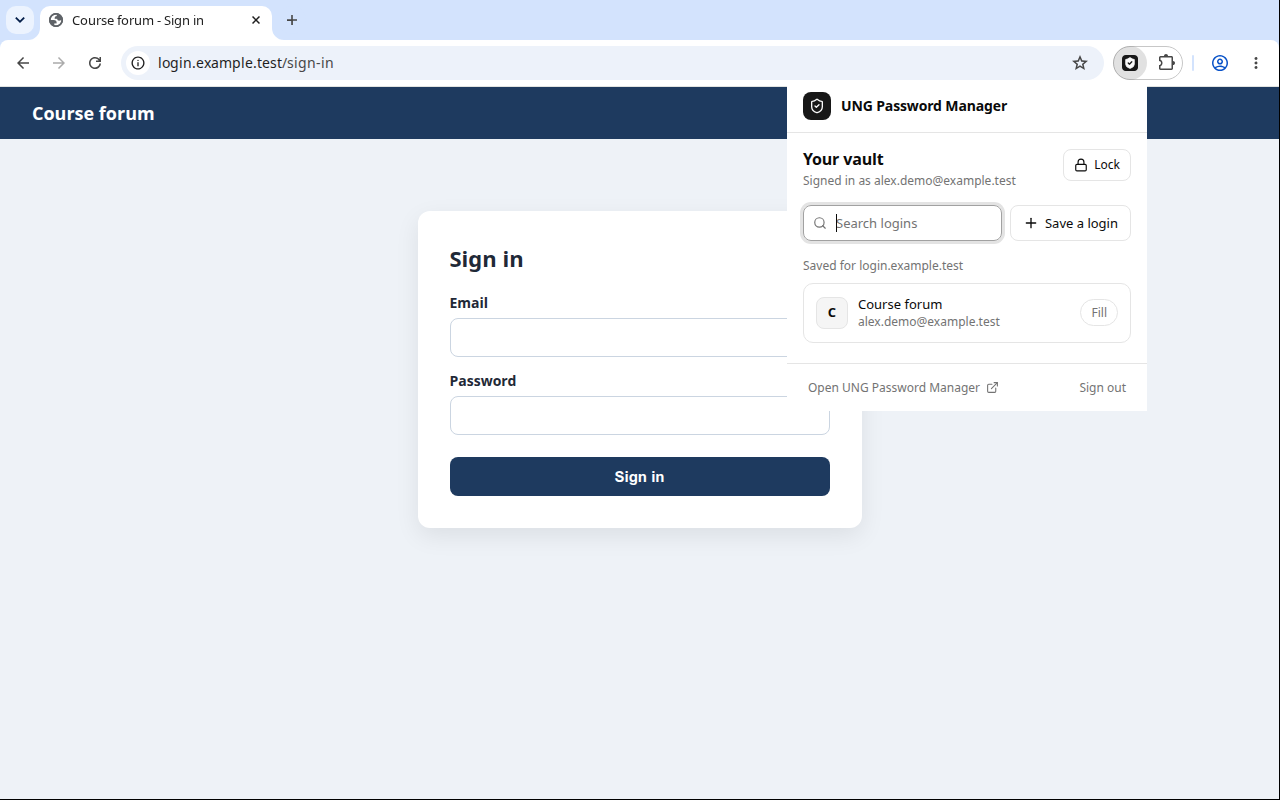 Course forum - Sign in
login.example.test/sign-in
Course forum
Sign in
Email
Password
Sign in
UNG Password Manager
Your vault
Signed in as alex.demo@example.test
Lock
Search logins
Save a login
Saved for login.example.test
C
Course forum
alex.demo@example.test
Fill
Open UNG Password Manager
Sign out